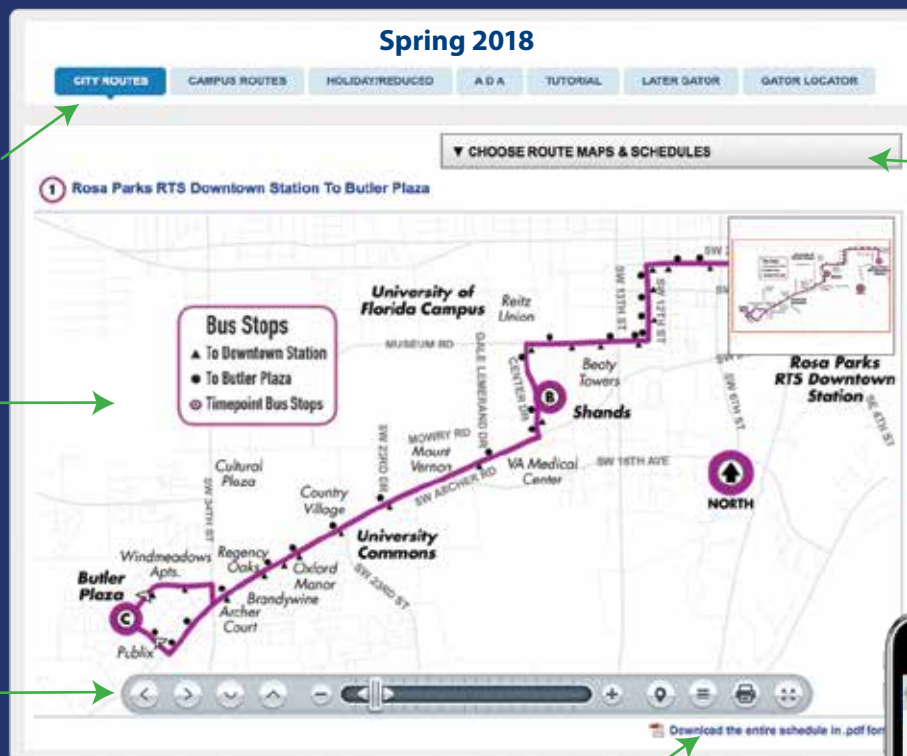 Spring 2018
CITY ROUTES
CAMPUS ROUTES
HOLIDAY/REDUCED
A D A
TUTORIAL
LATER GATOR
GATOR LOCATOR
▼ CHOOSE ROUTE MAPS & SCHEDULES
1 Rosa Parks RTS Downtown Station To Butler Plaza
Bus Stops
▲ To Downtown Station
● To Butler Plaza
Timepoint Bus Stops
University of
Florida Campus
Reitz
Union
MUSEUM RD
GALE LEMERAND DR
CENTER DR
SW 13TH ST
SW 12TH ST
Beaty
Towers
B
Shands
Rosa Parks
RTS Downtown
Station
SW 6TH ST
SE 4TH ST
MOWRY RD
Mount
Vernon
SW ARCHER RD
VA Medical
Center
SW 16TH AVE
NORTH
SW 23RD DR
Cultural
Plaza
SW 34TH ST
Country
Village
University
Commons
SW 23RD ST
Windmeadows
Apts.
Regency
Oaks
Oxford
Manor
Brandywine
Archer
Court
Butler
Plaza
C
Publix
Download the entire schedule in .pdf